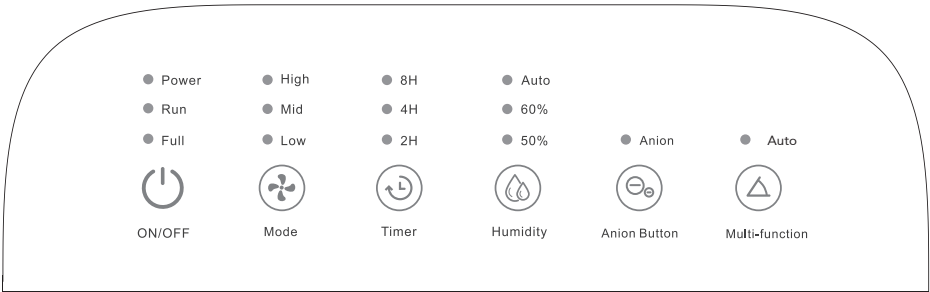 Power High 8H Auto
Run Mid 4H 60%
Full Low 2H 50% Anion Auto
ON/OFF Mode Timer Humidity Anion Button Multi-function